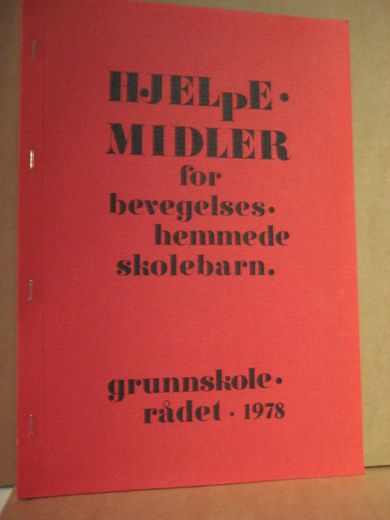 HJELpE·
MIDLER
for
bevegelses·
hemmede
skolebarn.
grunnskole·
rådet · 1978